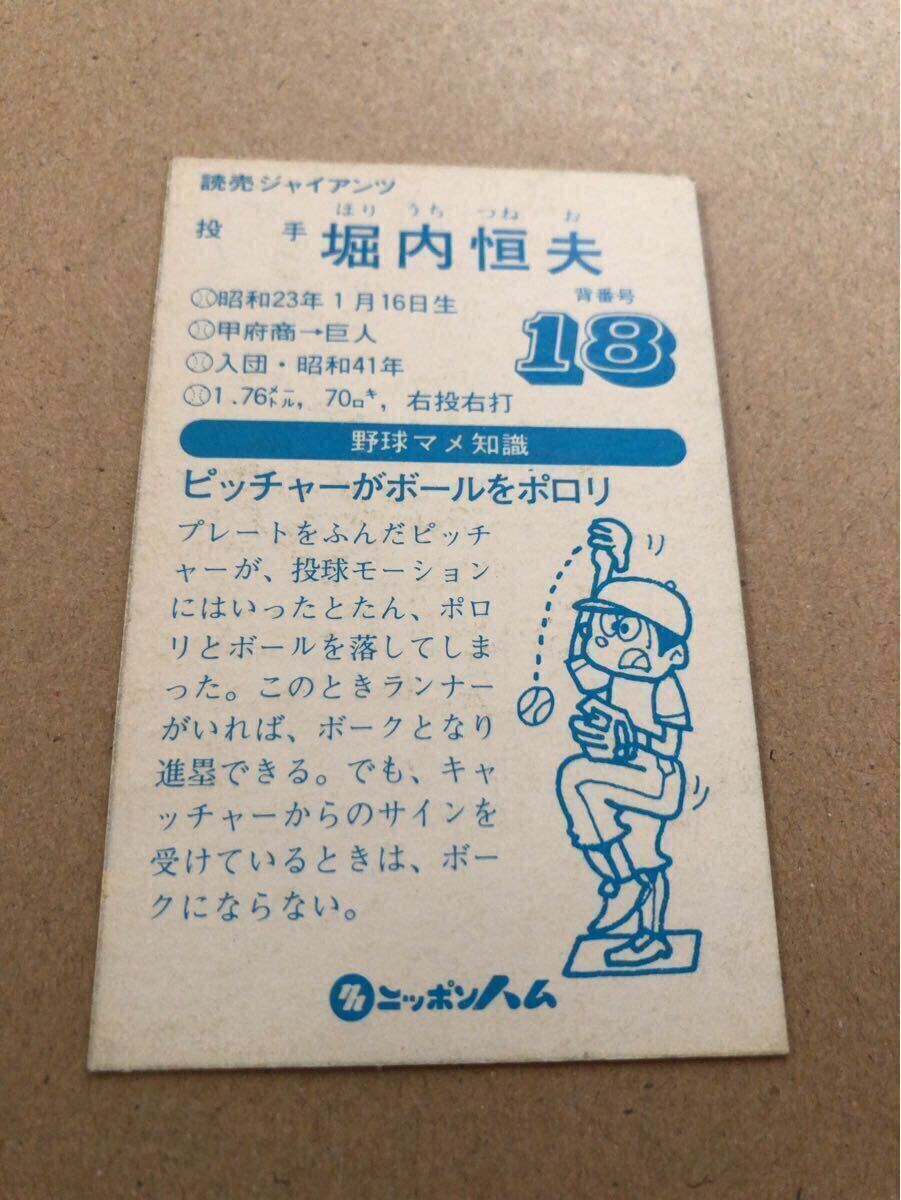 読売ジャイアンツ
ほり うち つね お
投 手 堀内恒夫
昭和23年1月16日生
背番号
18
甲府商→巨人
入団・昭和41年
1.76メートル, 70キロ, 右投右打
野球マメ知識
ピッチャーがボールをポロリ
プレートをふんだピッチ
ャーが、投球モーション
にはいったとたん、ポロ
リとボールを落してしま
った。このときランナー
がいれば、ボークとなり
進塁できる。でも、キャ
ッチャーからのサインを
受けているときは、ボー
クにならない。
ニッポンハム